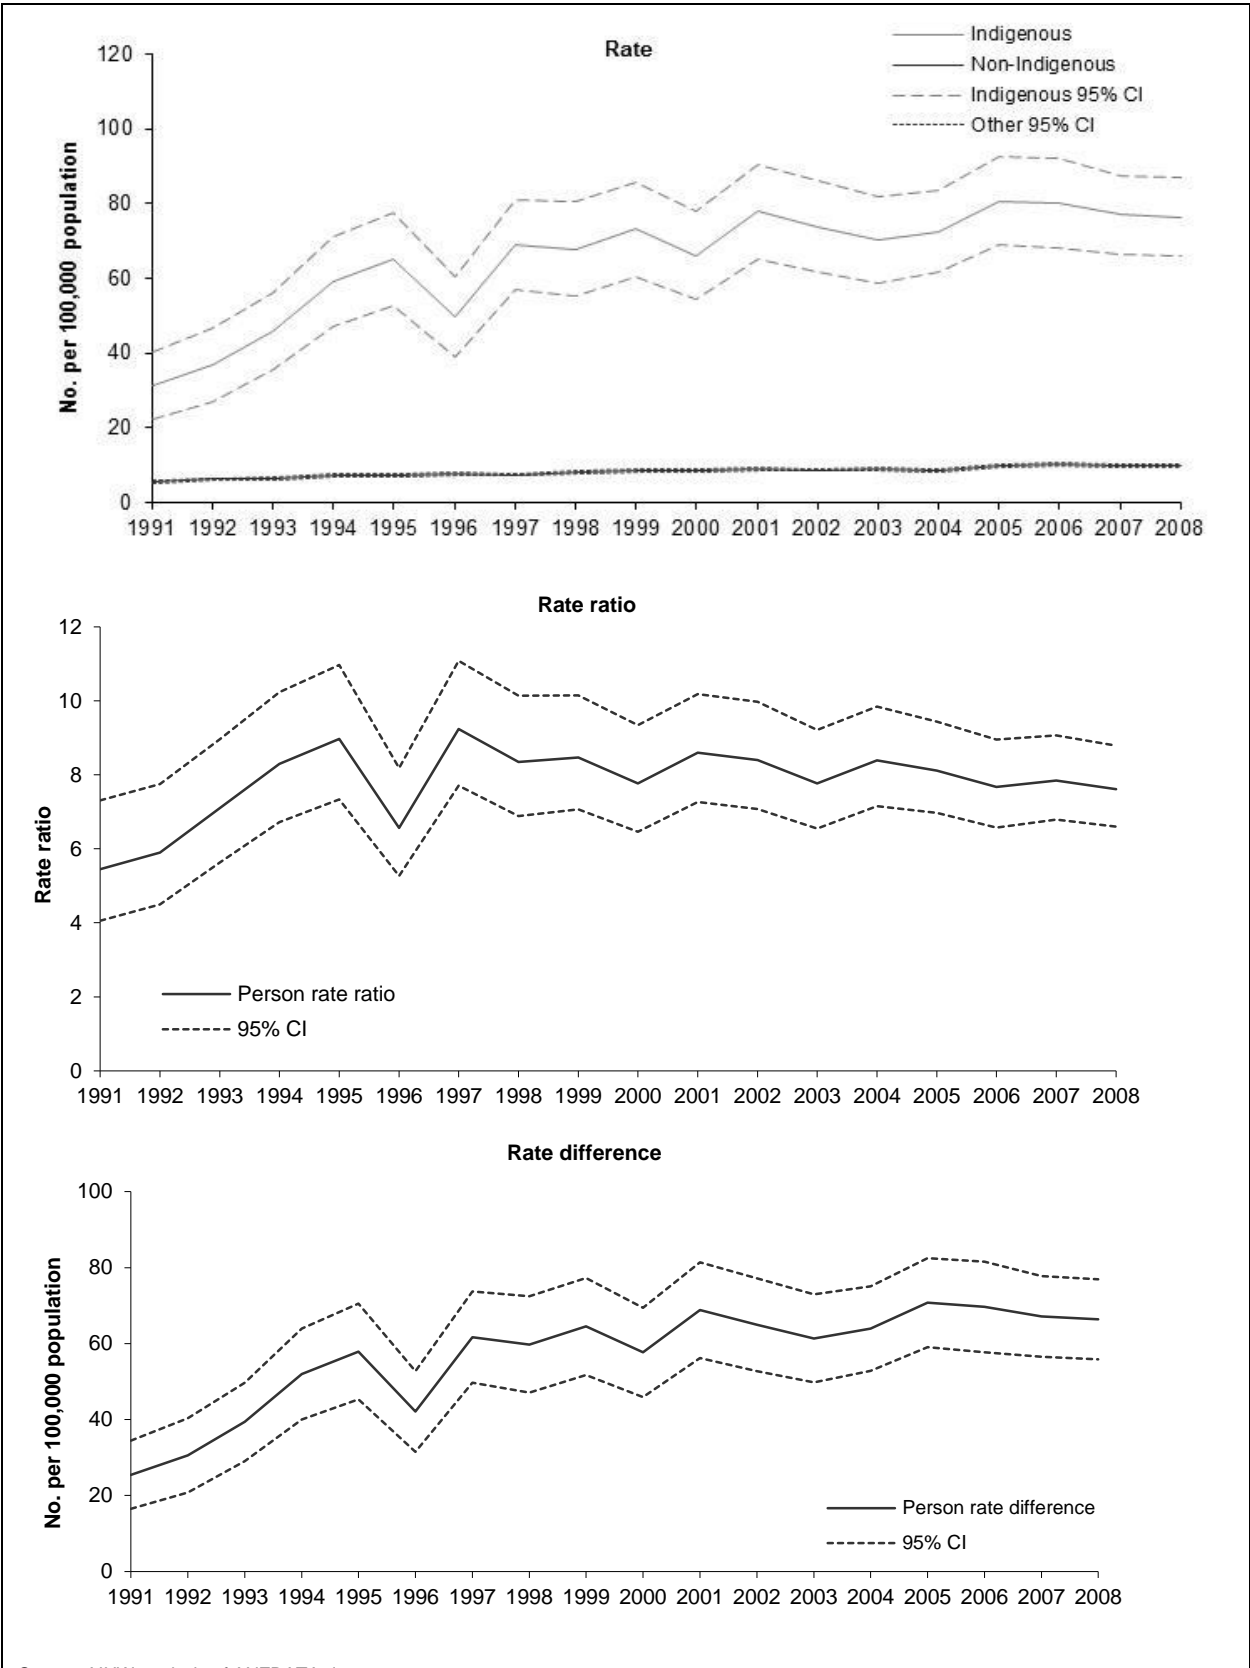 Rate
Indigenous
Non-Indigenous
Indigenous 95% CI
Other 95% CI
No. per 100,000 population
120
100
80
60
40
20
0
1991 1992 1993 1994 1995 1996 1997 1998 1999 2000 2001 2002 2003 2004 2005 2006 2007 2008
Rate ratio
Rate ratio
12
10
8
6
4
2
0
Person rate ratio
95% CI
1991 1992 1993 1994 1995 1996 1997 1998 1999 2000 2001 2002 2003 2004 2005 2006 2007 2008
Rate difference
No. per 100,000 population
100
80
60
40
20
0
Person rate difference
95% CI
1991 1992 1993 1994 1995 1996 1997 1998 1999 2000 2001 2002 2003 2004 2005 2006 2007 2008